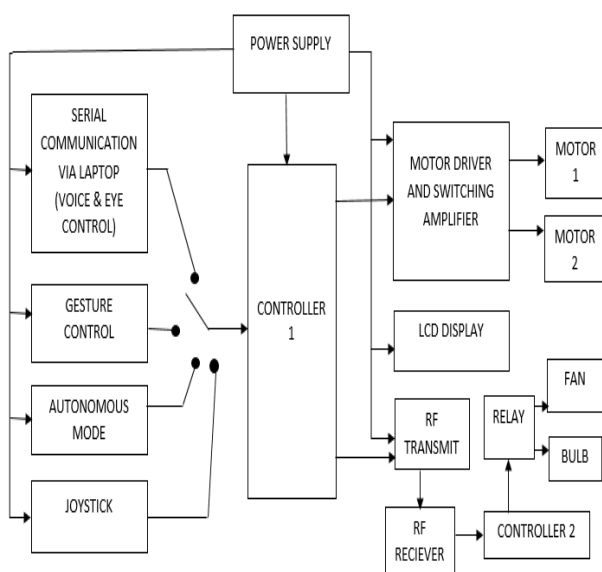 POWER SUPPLY
SERIAL
COMMUNICATION
VIA LAPTOP
(VOICE & EYE
CONTROL)
GESTURE
CONTROL
AUTONOMOUS
MODE
JOYSTICK
CONTROLLER
1
MOTOR DRIVER
AND SWITCHING
AMPLIFIER
MOTOR
1
MOTOR
2
LCD DISPLAY
RF
TRANSMIT
RF
RECIEVER
CONTROLLER 2
RELAY
FAN
BULB